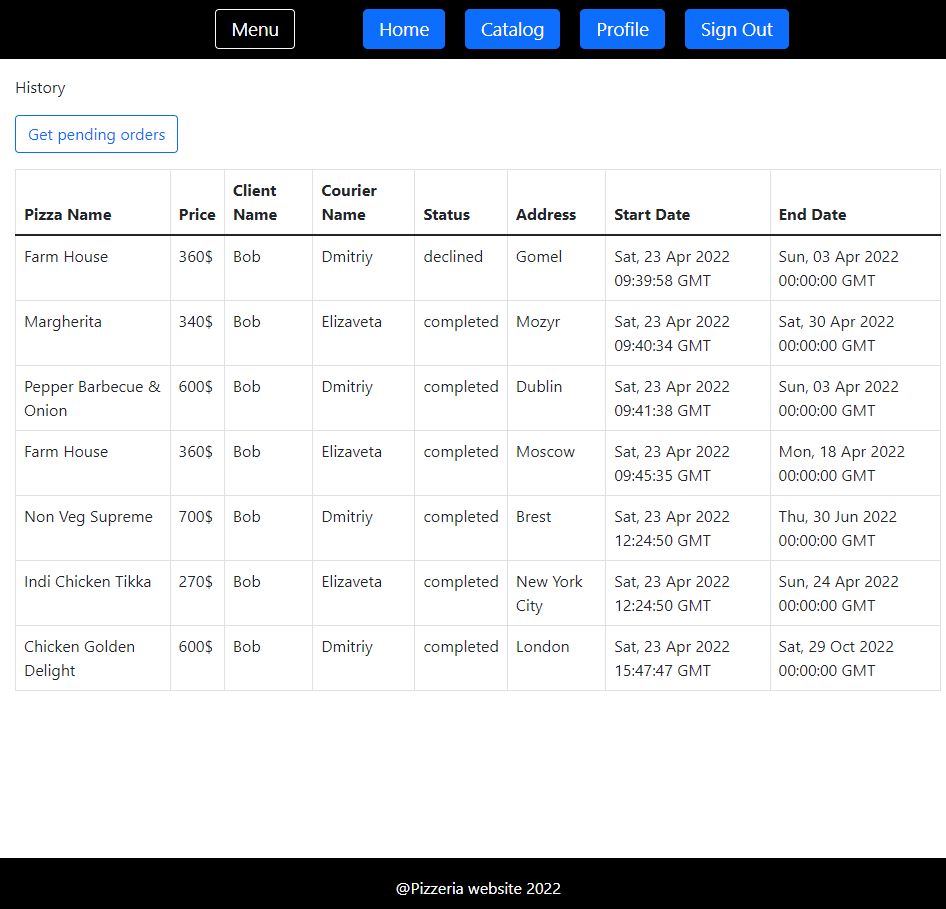 Menu Home Catalog Profile Sign Out
History
Get pending orders
Pizza Name Price Client Name Courier Name Status Address Start Date End Date
Farm House 360$ Bob Dmitriy declined Gomel Sat, 23 Apr 2022 09:39:58 GMT Sun, 03 Apr 2022 00:00:00 GMT
Margherita 340$ Bob Elizaveta completed Mozyr Sat, 23 Apr 2022 09:40:34 GMT Sat, 30 Apr 2022 00:00:00 GMT
Pepper Barbecue & Onion 600$ Bob Dmitriy completed Dublin Sat, 23 Apr 2022 09:41:38 GMT Sun, 03 Apr 2022 00:00:00 GMT
Farm House 360$ Bob Elizaveta completed Moscow Sat, 23 Apr 2022 09:45:35 GMT Mon, 18 Apr 2022 00:00:00 GMT
Non Veg Supreme 700$ Bob Dmitriy completed Brest Sat, 23 Apr 2022 12:24:50 GMT Thu, 30 Jun 2022 00:00:00 GMT
Indi Chicken Tikka 270$ Bob Elizaveta completed New York City Sat, 23 Apr 2022 12:24:50 GMT Sun, 24 Apr 2022 00:00:00 GMT
Chicken Golden Delight 600$ Bob Dmitriy completed London Sat, 23 Apr 2022 15:47:47 GMT Sat, 29 Oct 2022 00:00:00 GMT
@Pizzeria website 2022